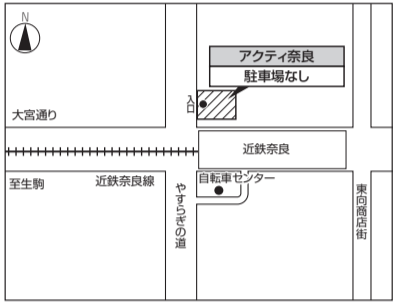 N
アクティ奈良
駐車場なし
入口
大宮通り
近鉄奈良
至生駒
近鉄奈良線
自転車センター
やすらぎの道
東向商店街